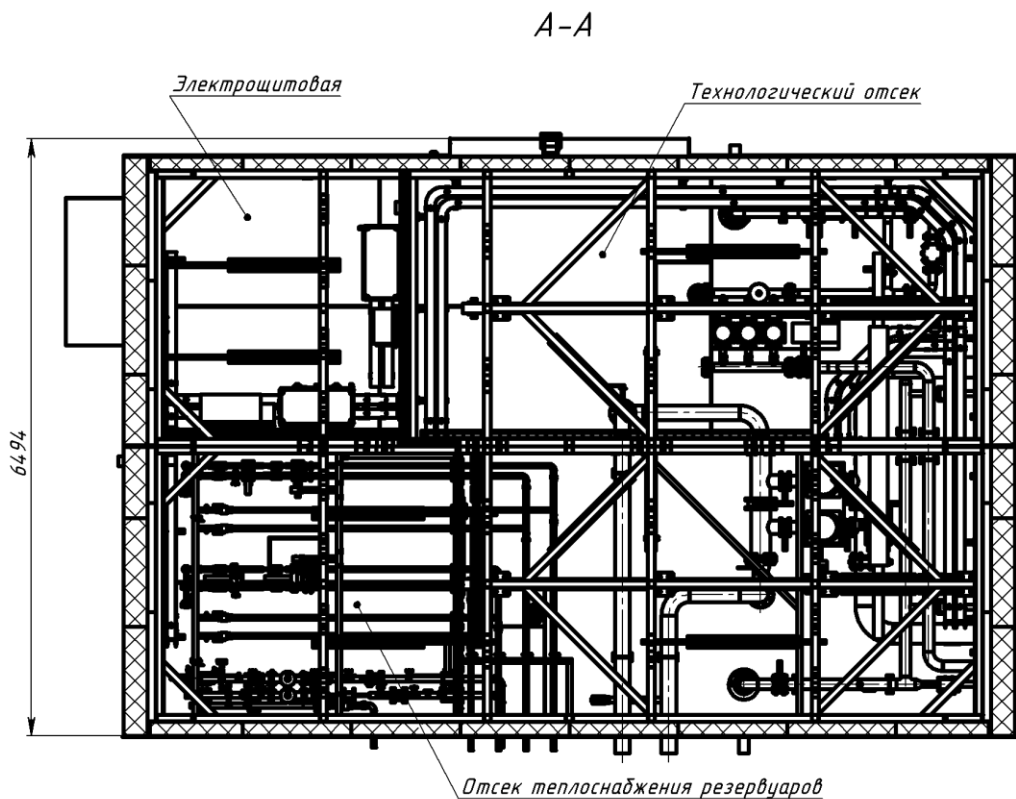 А-А
Электрощитовая
Технологический отсек
6494
Отсек теплоснабжения резервуаров